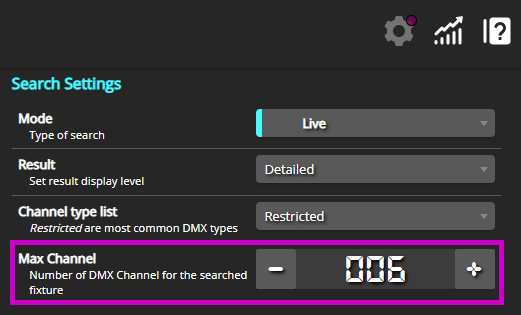 Search Settings
Mode
Type of search
Live
Result
Set result display level
Detailed
Channel type list
Restricted are most common DMX types
Restricted
Max Channel
Number of DMX Channel for the searched
fixture
− 006 +